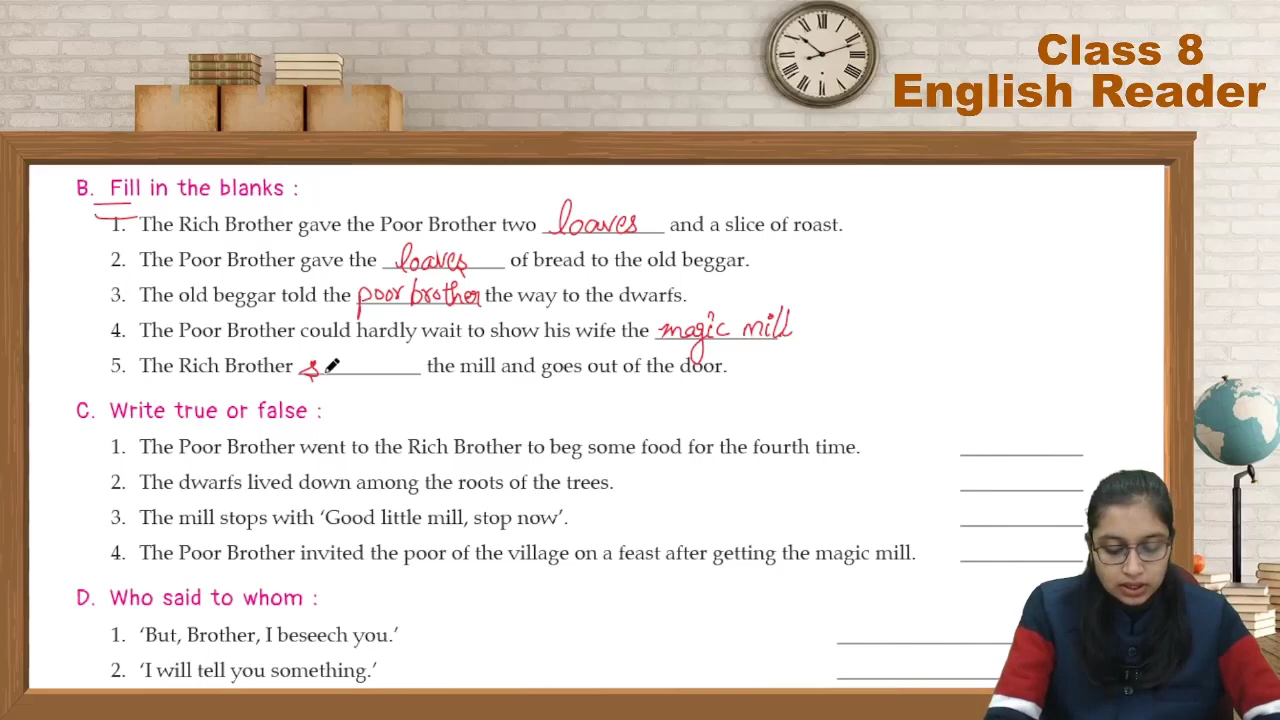 Class 8
English Reader
B. Fill in the blanks :
1. The Rich Brother gave the Poor Brother two loaves and a slice of roast.
2. The Poor Brother gave the loaves of bread to the old beggar.
3. The old beggar told the poor brother the way to the dwarfs.
4. The Poor Brother could hardly wait to show his wife the magic mill
5. The Rich Brother s the mill and goes out of the door.
C. Write true or false :
1. The Poor Brother went to the Rich Brother to beg some food for the fourth time.
2. The dwarfs lived down among the roots of the trees.
3. The mill stops with ‘Good little mill, stop now’.
4. The Poor Brother invited the poor of the village on a feast after getting the magic mill.
D. Who said to whom :
1. ‘But, Brother, I beseech you.’
2. ‘I will tell you something.’